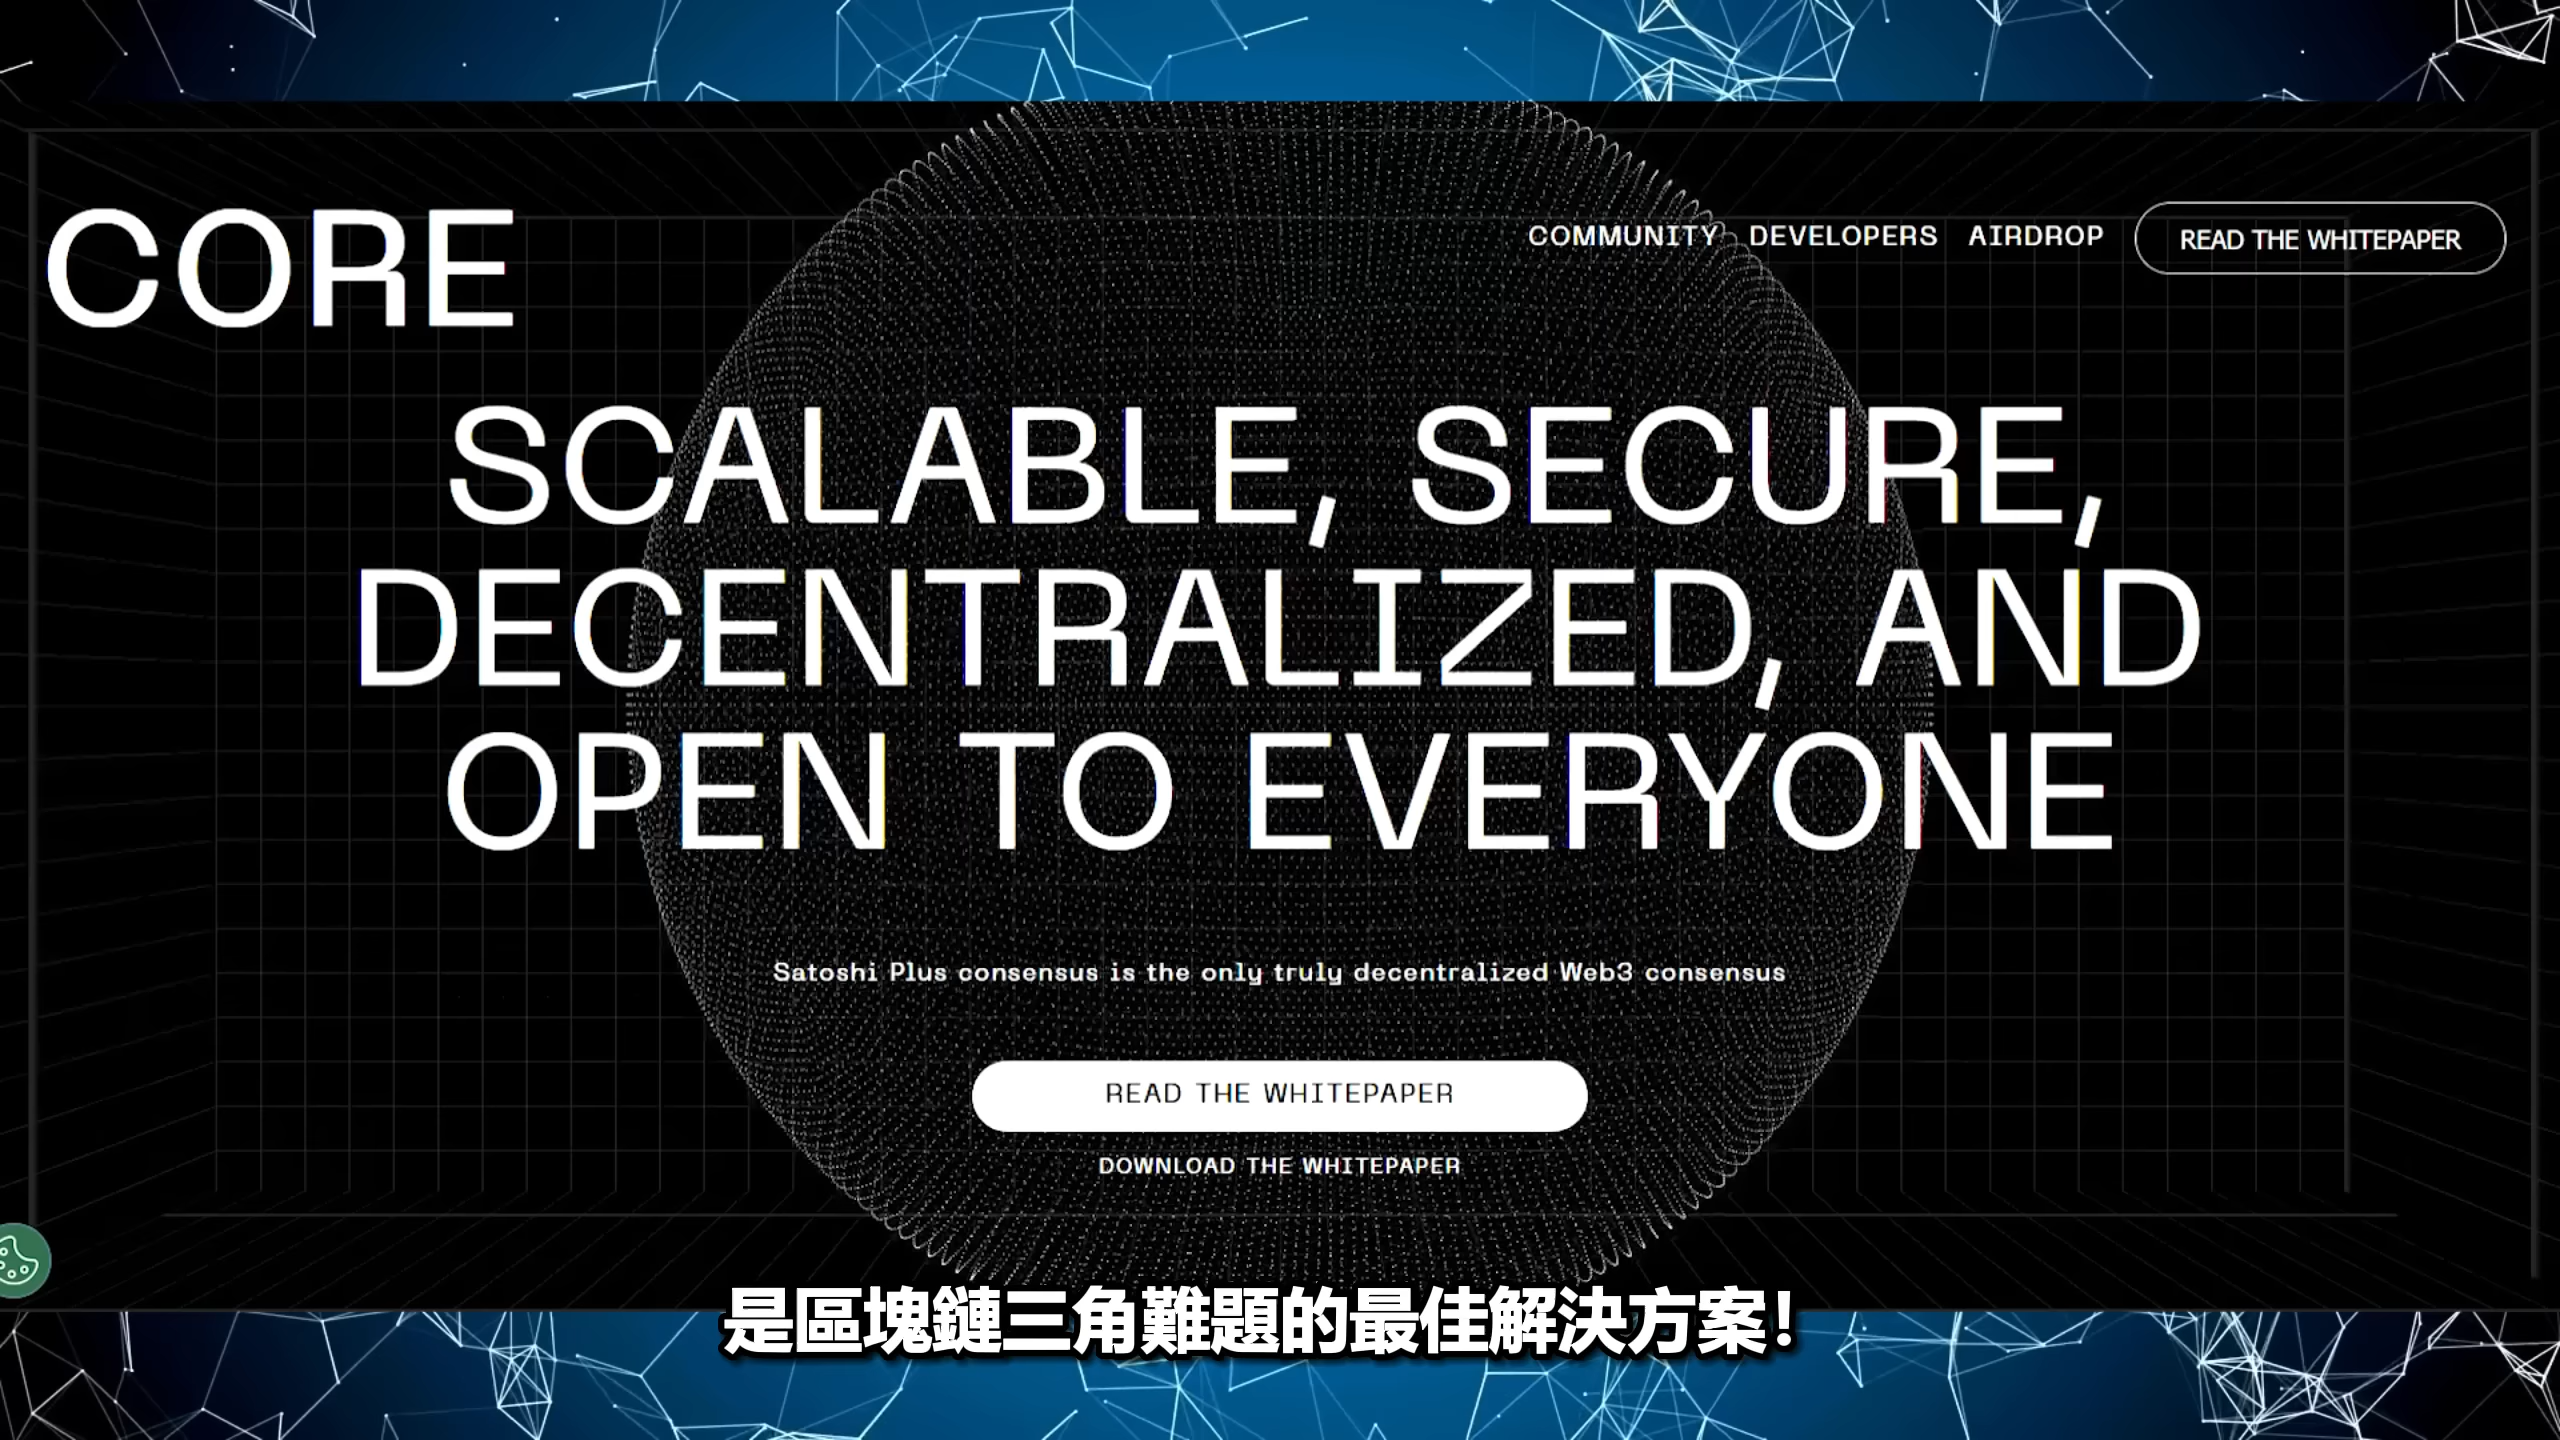 CORE
COMMUNITY DEVELOPERS AIRDROP READ THE WHITEPAPER
SCALABLE, SECURE,
DECENTRALIZED, AND
OPEN TO EVERYONE
Satoshi Plus consensus is the only truly decentralized Web3 consensus
READ THE WHITEPAPER
DOWNLOAD THE WHITEPAPER
是區塊鏈三角難題的最佳解決方案!